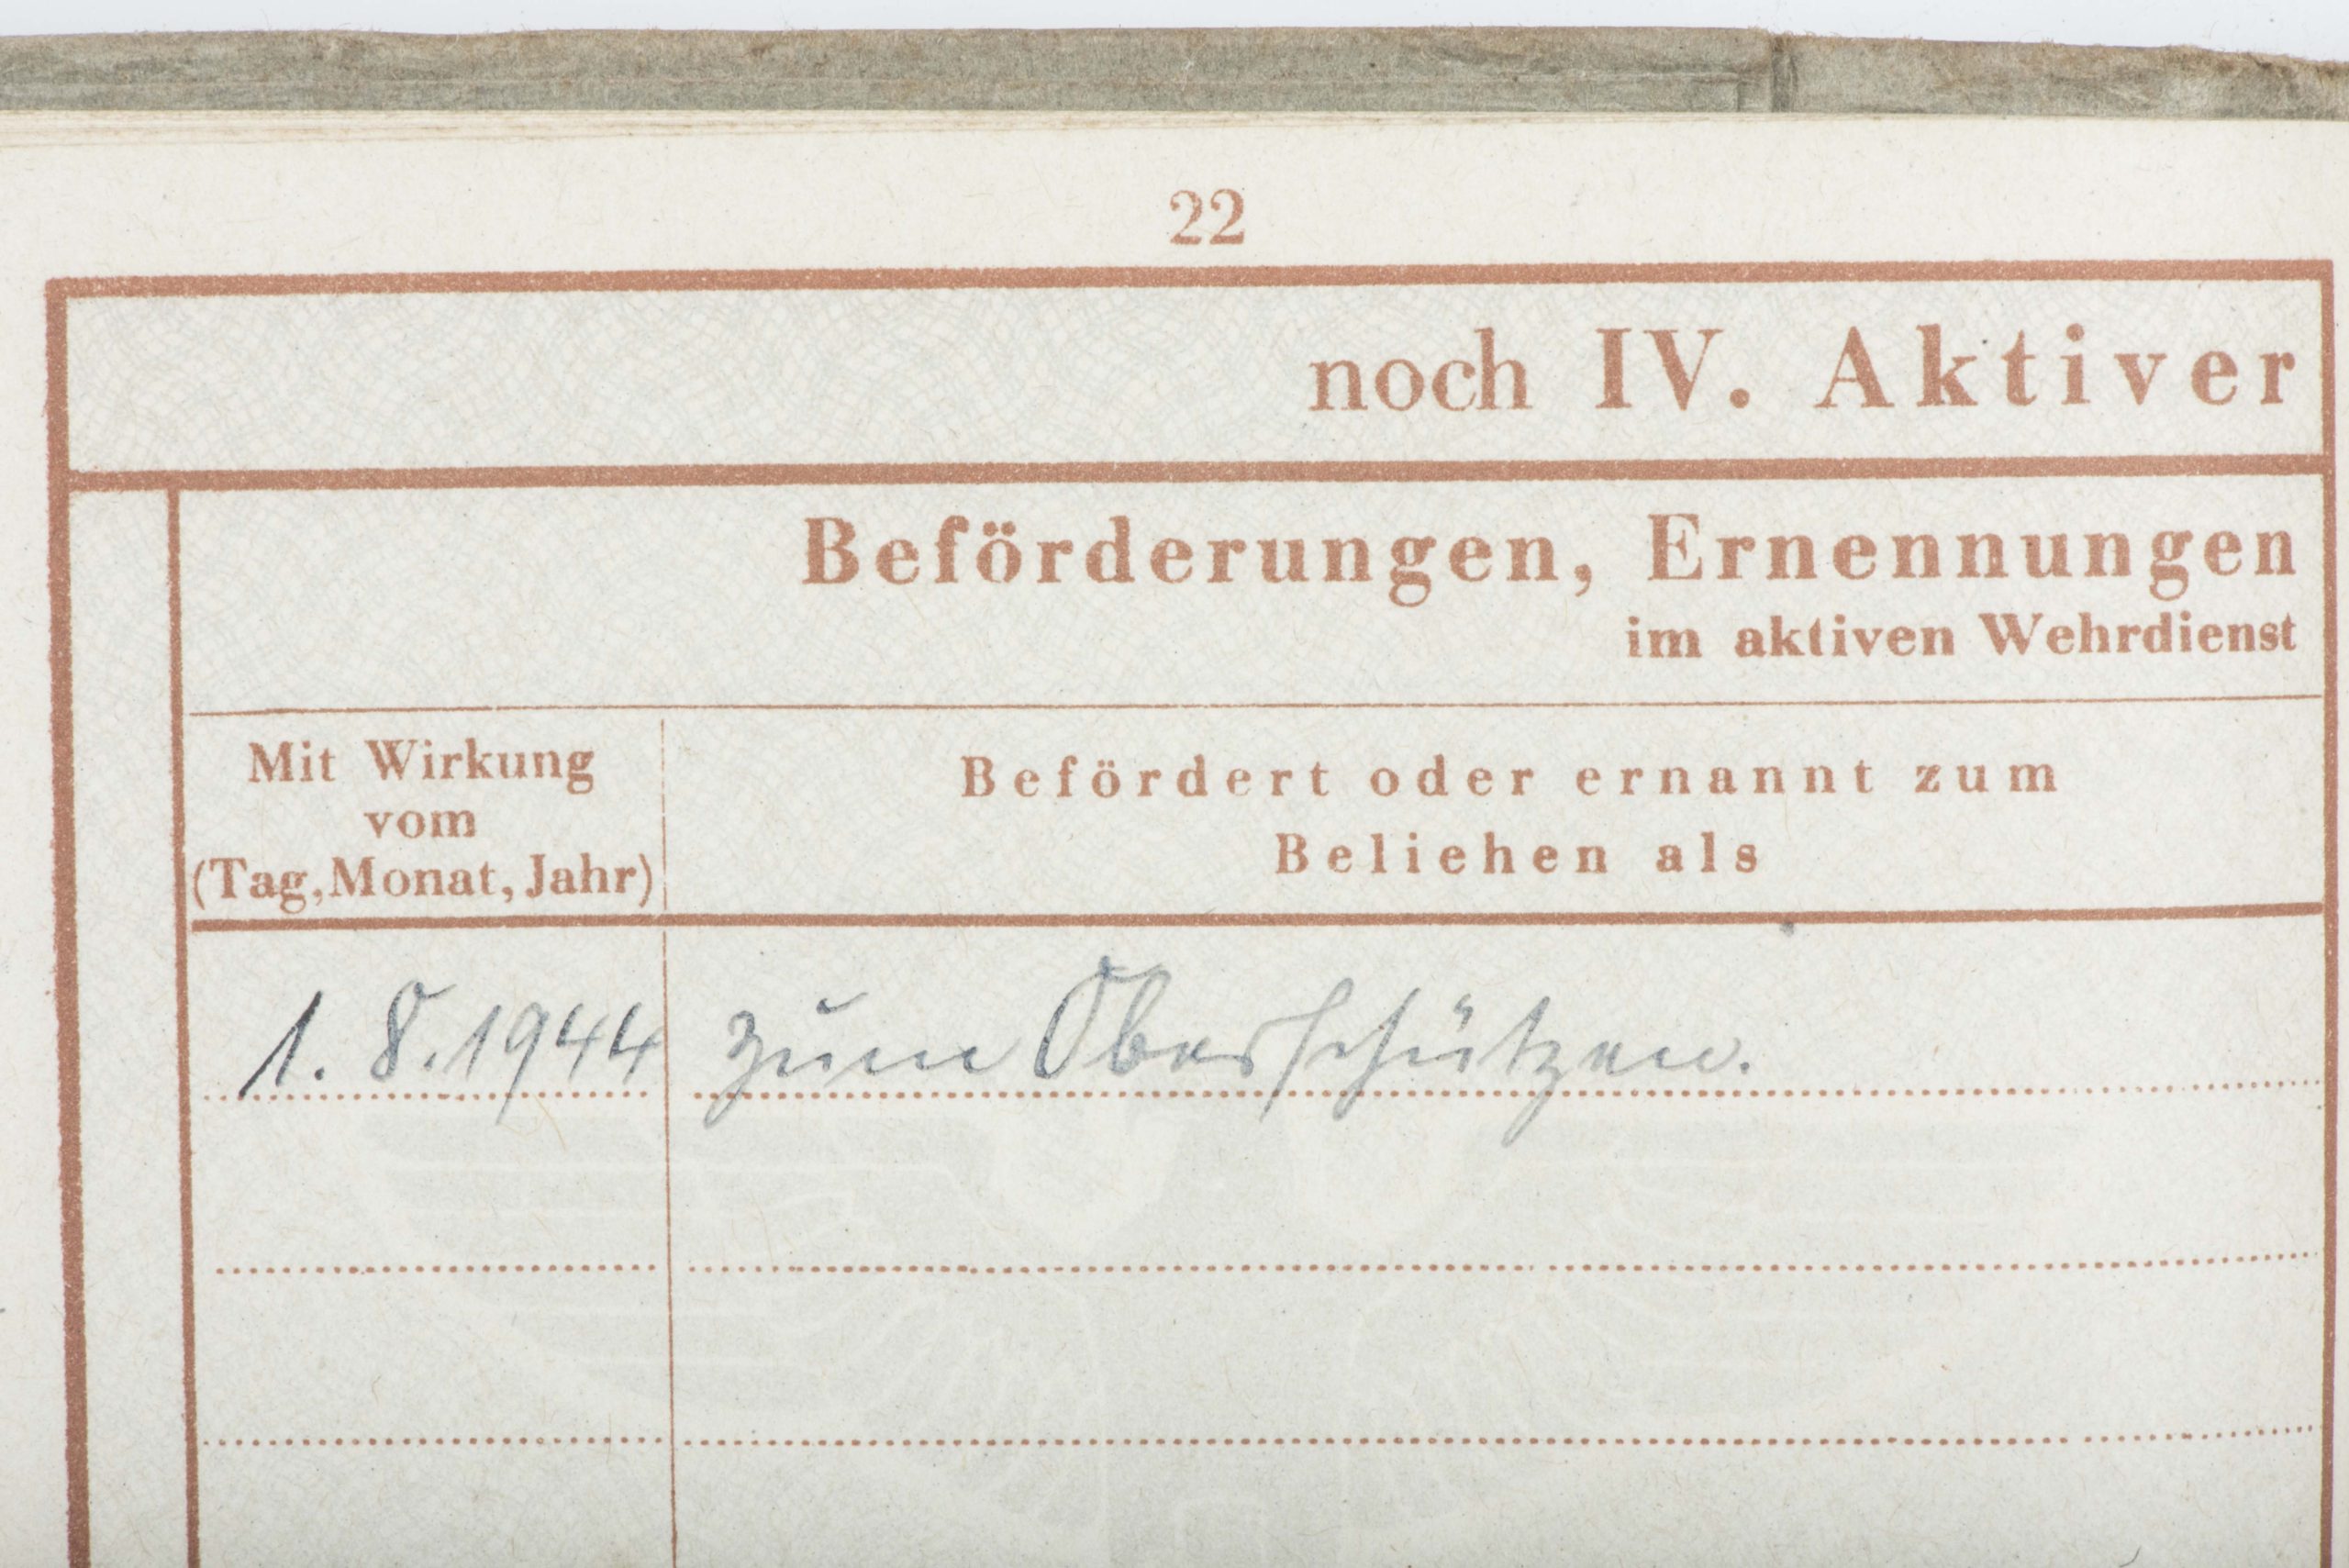 22
noch IV. Aktiver
Beförderungen, Ernennungen
im aktiven Wehrdienst
Mit Wirkung
vom
(Tag, Monat, Jahr)
Befördert oder ernannt zum
Beliehen als
1. 8. 1944 zum Oberschützen.